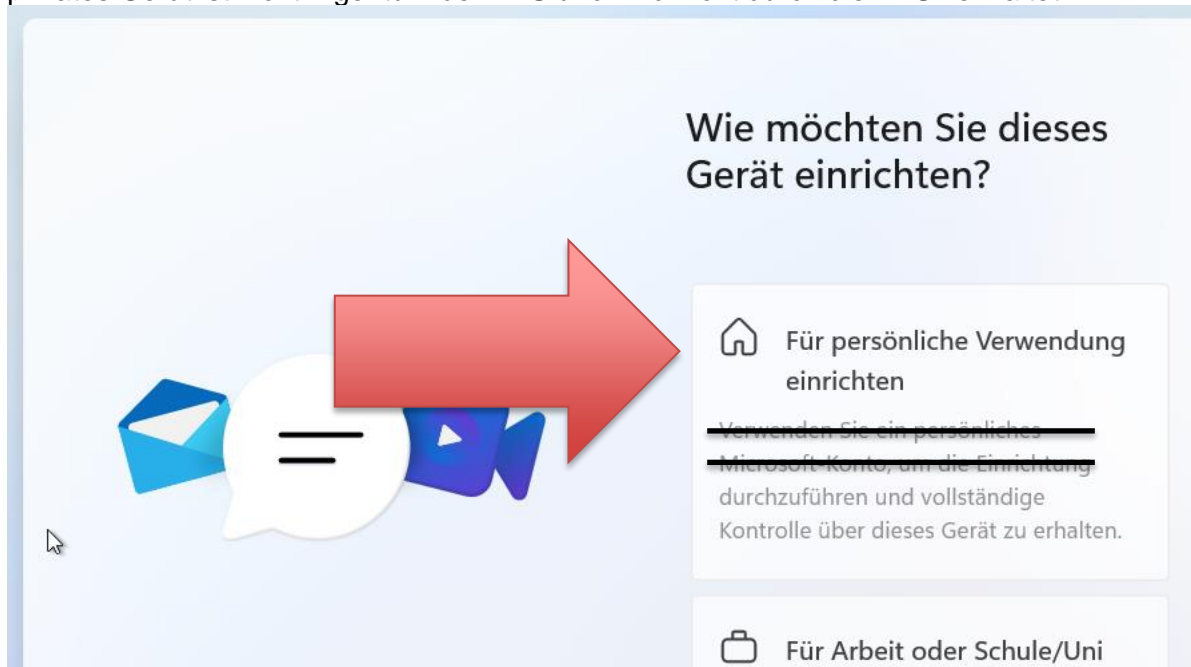 Wie möchten Sie dieses
Gerät einrichten?
Für persönliche Verwendung
einrichten
Verwenden Sie ein persönliches
Microsoft-Konto, um die Einrichtung
durchzuführen und vollständige
Kontrolle über dieses Gerät zu erhalten.
Für Arbeit oder Schule/Uni